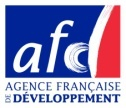 afd
AGENCE FRANÇAISE
DE DÉVELOPPEMENT